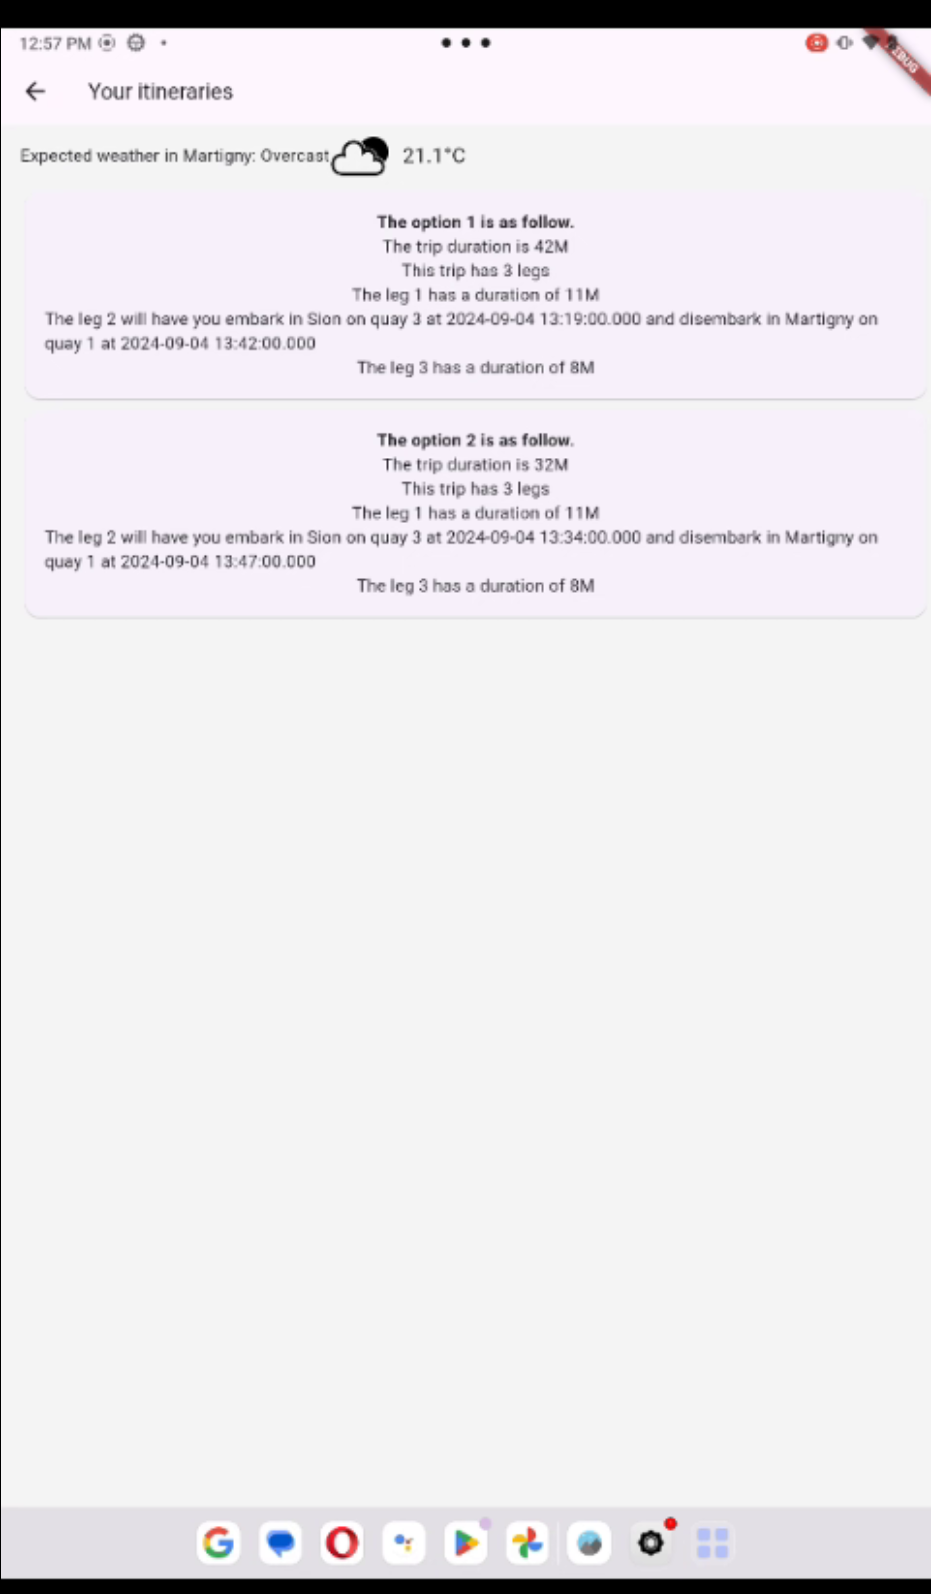 12:57 PM
DEBUG
Your itineraries
Expected weather in Martigny: Overcast 21.1°C
The option 1 is as follow.
The trip duration is 42M
This trip has 3 legs
The leg 1 has a duration of 11M
The leg 2 will have you embark in Sion on quay 3 at 2024-09-04 13:19:00.000 and disembark in Martigny on
quay 1 at 2024-09-04 13:42:00.000
The leg 3 has a duration of 8M
The option 2 is as follow.
The trip duration is 32M
This trip has 3 legs
The leg 1 has a duration of 11M
The leg 2 will have you embark in Sion on quay 3 at 2024-09-04 13:34:00.000 and disembark in Martigny on
quay 1 at 2024-09-04 13:47:00.000
The leg 3 has a duration of 8M